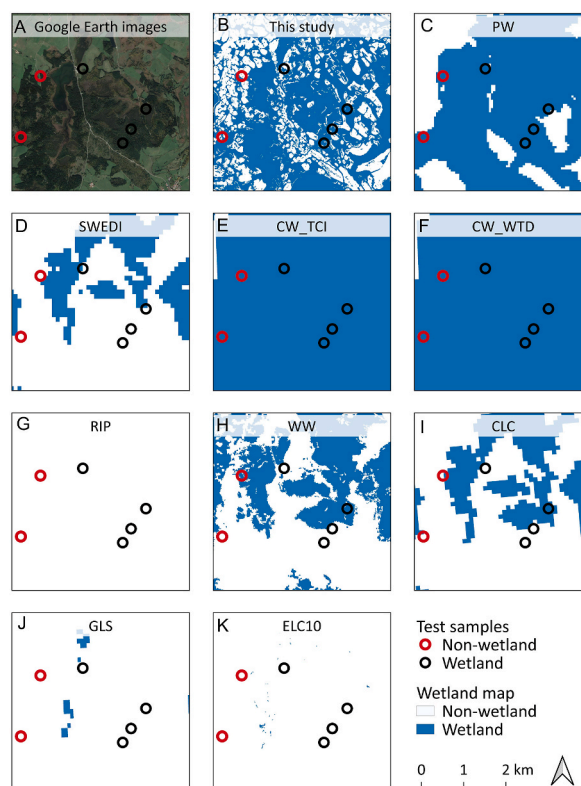 A Google Earth images
B This study
C PW
D SWEDI
E CW_TCI
F CW_WTD
G RIP
H WW
I CLC
J GLS
K ELC10
Test samples
Non-wetland
Wetland
Wetland map
Non-wetland
Wetland
0 1 2 km